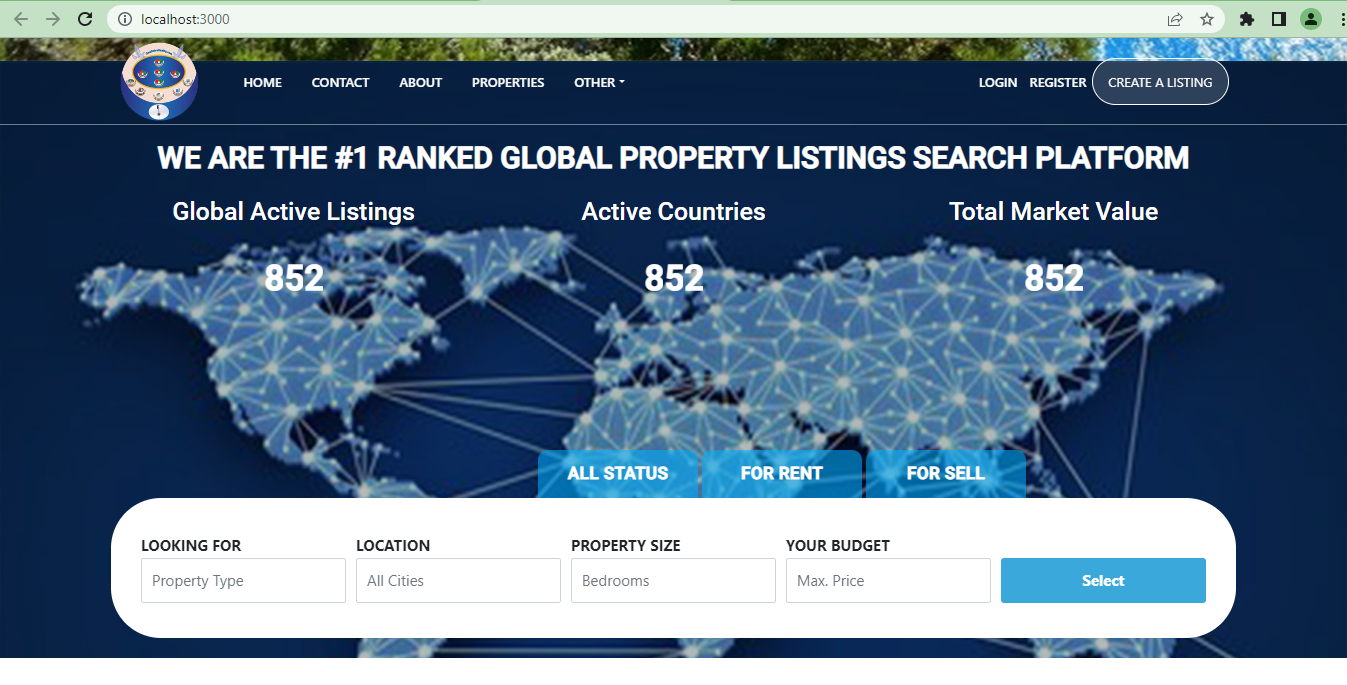 localhost:3000
HOME CONTACT ABOUT PROPERTIES OTHER LOGIN REGISTER CREATE A LISTING
WE ARE THE #1 RANKED GLOBAL PROPERTY LISTINGS SEARCH PLATFORM
Global Active Listings Active Countries Total Market Value
852 852 852
ALL STATUS FOR RENT FOR SELL
LOOKING FOR LOCATION PROPERTY SIZE YOUR BUDGET
Property Type All Cities Bedrooms Max. Price Select